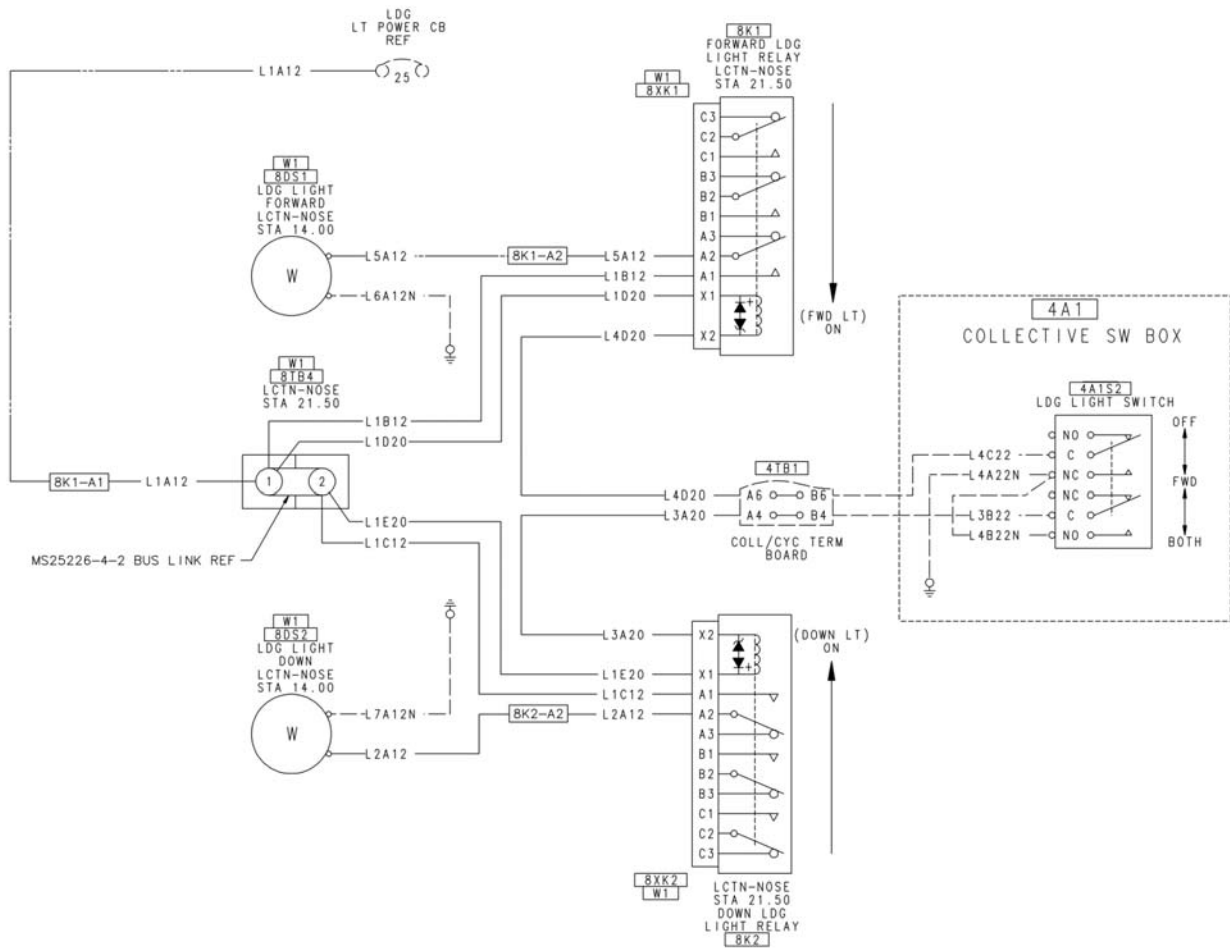 LDG
LT POWER CB
REF
L1A12
25
8K1
FORWARD LDG
LIGHT RELAY
LCTN-NOSE
STA 21.50
W1
8XK1
C3
C2
C1
B3
B2
B1
A3
A2
A1
X1
X2
+
(FWD LT)
ON
W1
8DS1
LDG LIGHT
FORWARD
LCTN-NOSE
STA 14.00
W
L5A12
8K1-A2
L5A12
L6A12N
L1B12
L1D20
L4D20
W1
8TB4
LCTN-NOSE
STA 21.50
L1B12
L1D20
8K1-A1
L1A12
1
2
L1E20
L1C12
MS25226-4-2 BUS LINK REF
4A1
COLLECTIVE SW BOX
4A1S2
LDG LIGHT SWITCH
NO
C
NC
NC
C
NO
OFF
FWD
BOTH
L4C22
L4A22N
L3B22
L4B22N
4TB1
L4D20
A6
B6
L3A20
A4
B4
COLL/CYC TERM
BOARD
W1
8DS2
LDG LIGHT
DOWN
LCTN-NOSE
STA 14.00
W
L7A12N
L2A12
8K2-A2
L3A20
L1E20
L1C12
L2A12
X2
X1
A1
A2
A3
B1
B2
B3
C1
C2
C3
+
(DOWN LT)
ON
8XK2
W1
LCTN-NOSE
STA 21.50
DOWN LDG
LIGHT RELAY
8K2